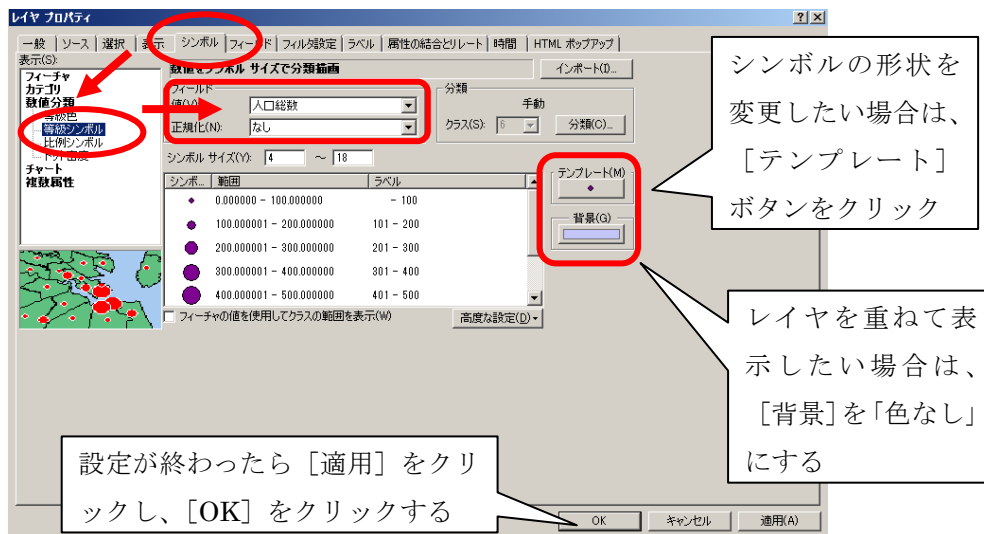 レイヤ プロパティ
一般 ソース 選択 表示 シンボル フィールド フィルタ設定 ラベル 属性の結合とリレート 時間 HTML ポップアップ
表示(S):
フィーチャ
カテゴリ
数値分類
等級色
等級シンボル
比例シンボル
ドット密度
チャート
複数属性
数値をシンボル サイズで分類描画
インポート(I)...
フィールド
値(V): 人口総数
正規化(N): なし
分類
手動
クラス(S): 6 分類(C)...
シンボル サイズ(Y): 4 ～ 18
シンボ... 範囲 ラベル
0.000000 - 100.000000 - 100
100.000001 - 200.000000 101 - 200
200.000001 - 300.000000 201 - 300
300.000001 - 400.000000 301 - 400
400.000001 - 500.000000 401 - 500
テンプレート(M)
背景(G)
フィーチャの値を使用してクラスの範囲を表示(W) 高度な設定(D)
シンボルの形状を
変更したい場合は、
［テンプレート］
ボタンをクリック
レイヤを重ねて表
示したい場合は、
［背景］を「色なし」
にする
設定が終わったら［適用］をクリ
ックし、［OK］をクリックする
OK キャンセル 適用(A)